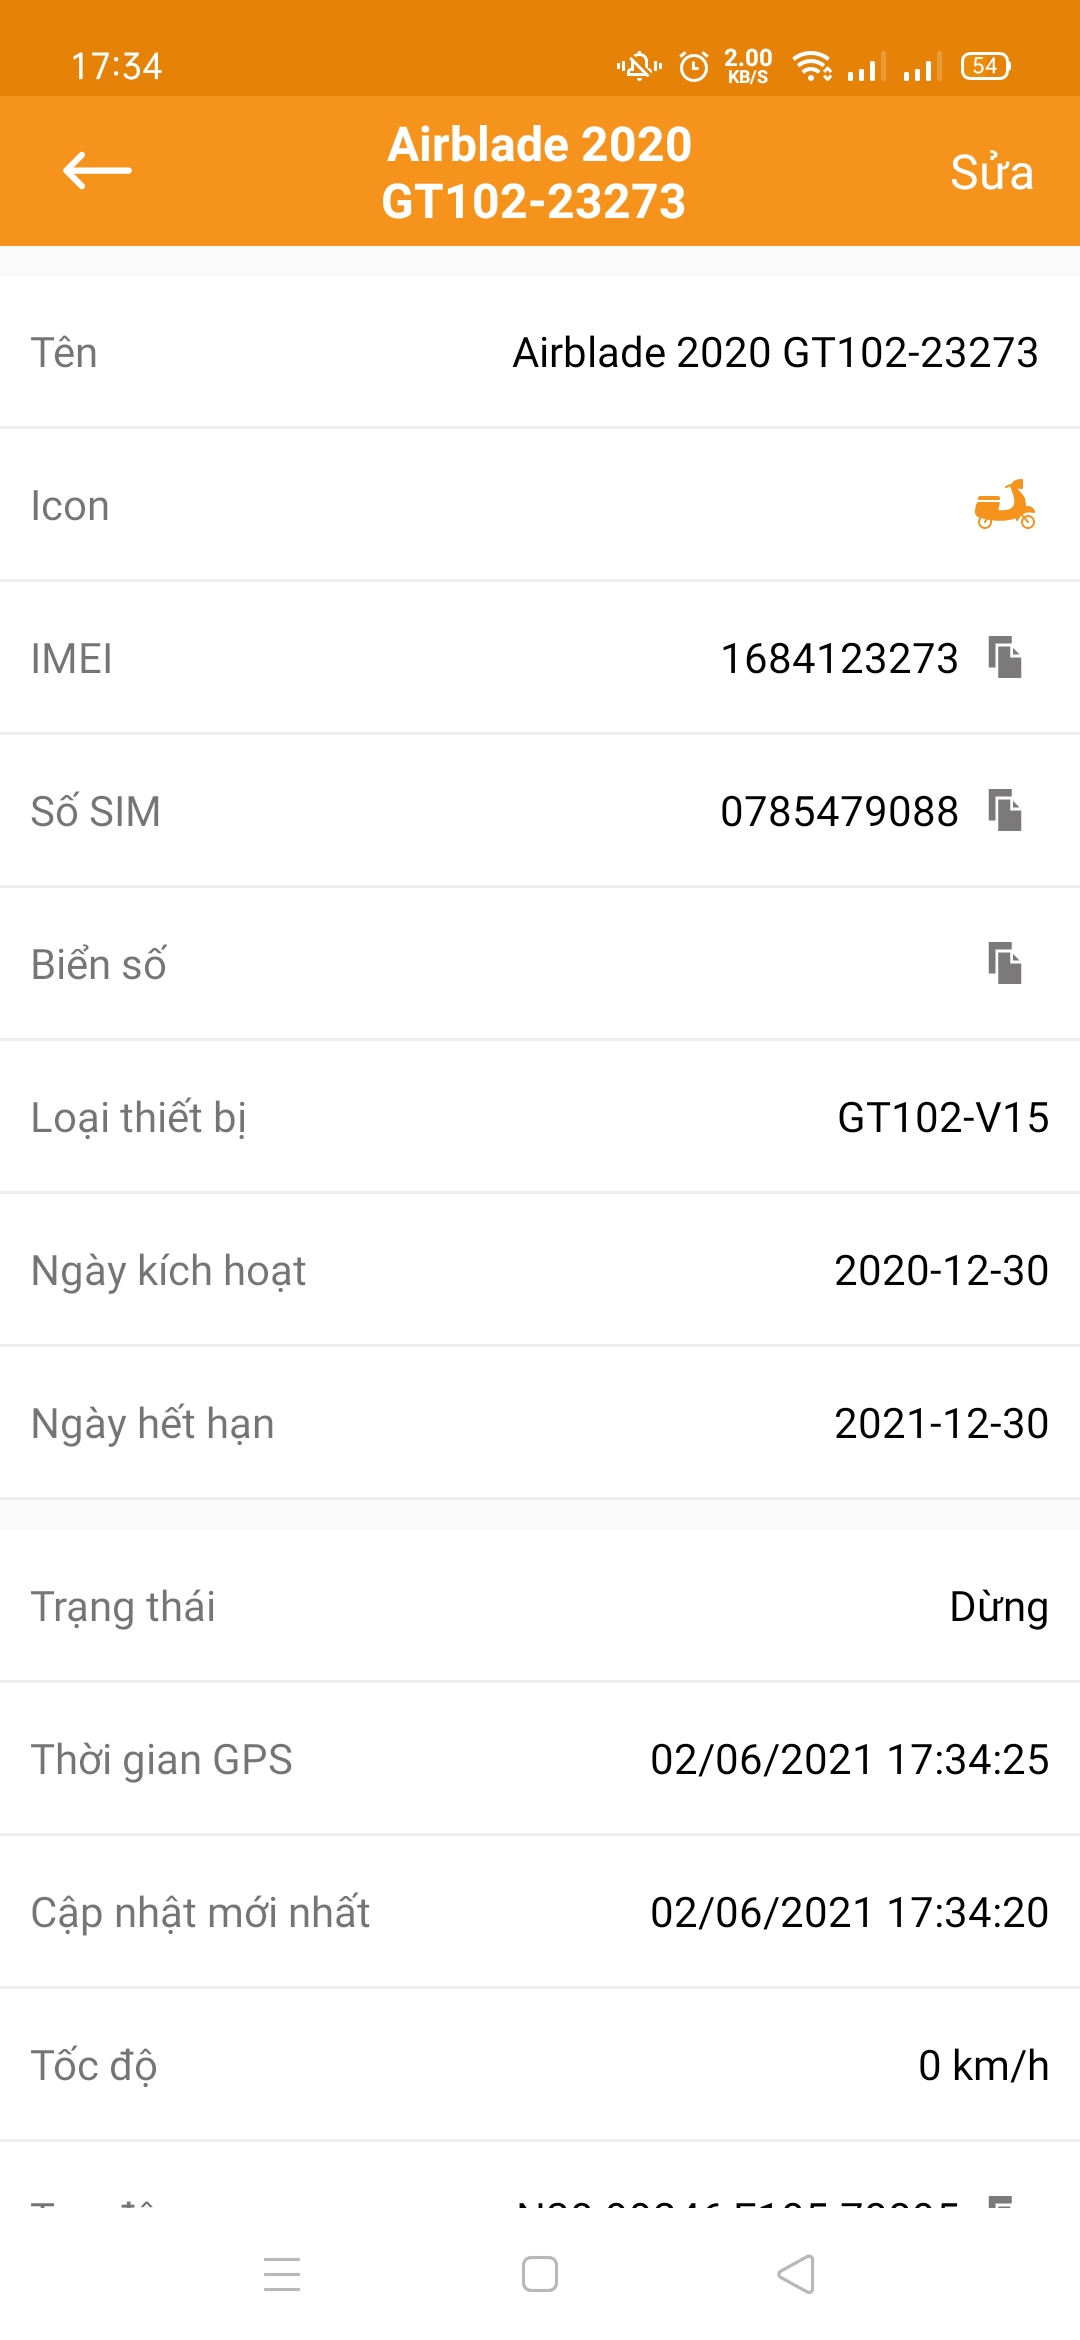 17:34
2.00
KB/S
54
Airblade 2020
GT102-23273
Sửa
Tên Airblade 2020 GT102-23273
Icon
IMEI 1684123273
Số SIM 0785479088
Biển số
Loại thiết bị GT102-V15
Ngày kích hoạt 2020-12-30
Ngày hết hạn 2021-12-30
Trạng thái Dừng
Thời gian GPS 02/06/2021 17:34:25
Cập nhật mới nhất 02/06/2021 17:34:20
Tốc độ 0 km/h